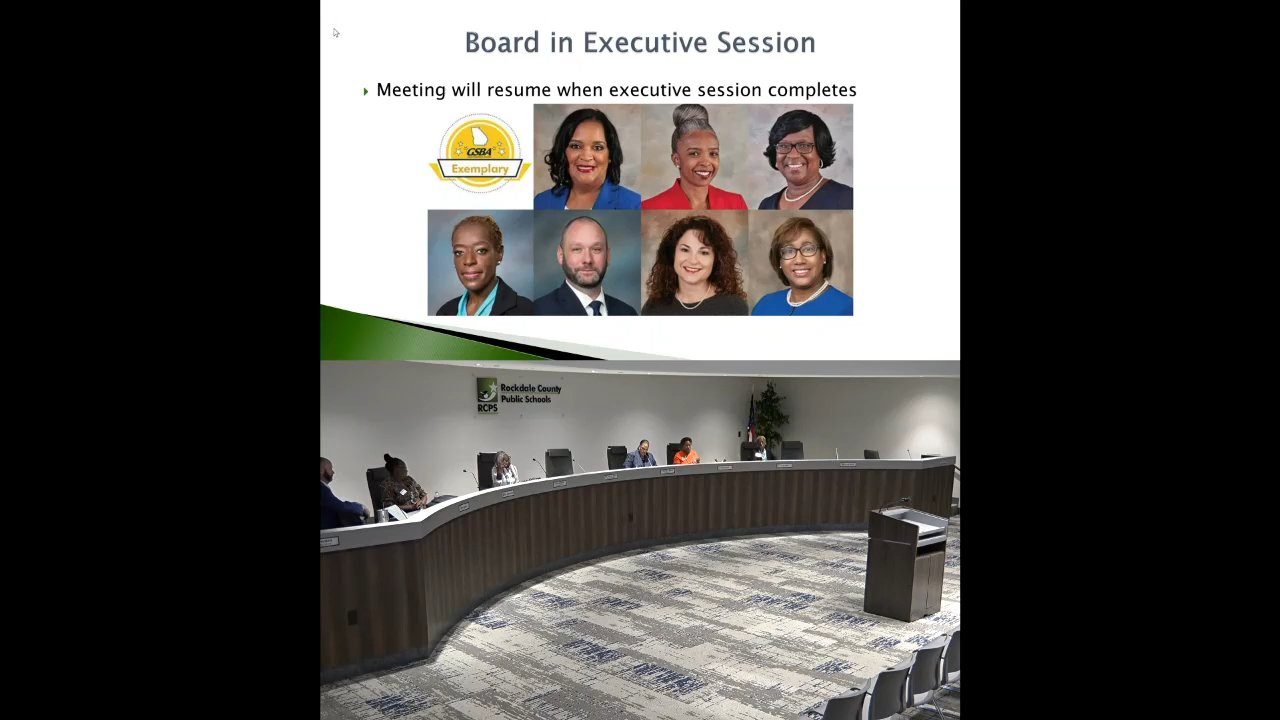 Board in Executive Session
Meeting will resume when executive session completes
GSBA
Exemplary
Rockdale County
Public Schools
RCPS